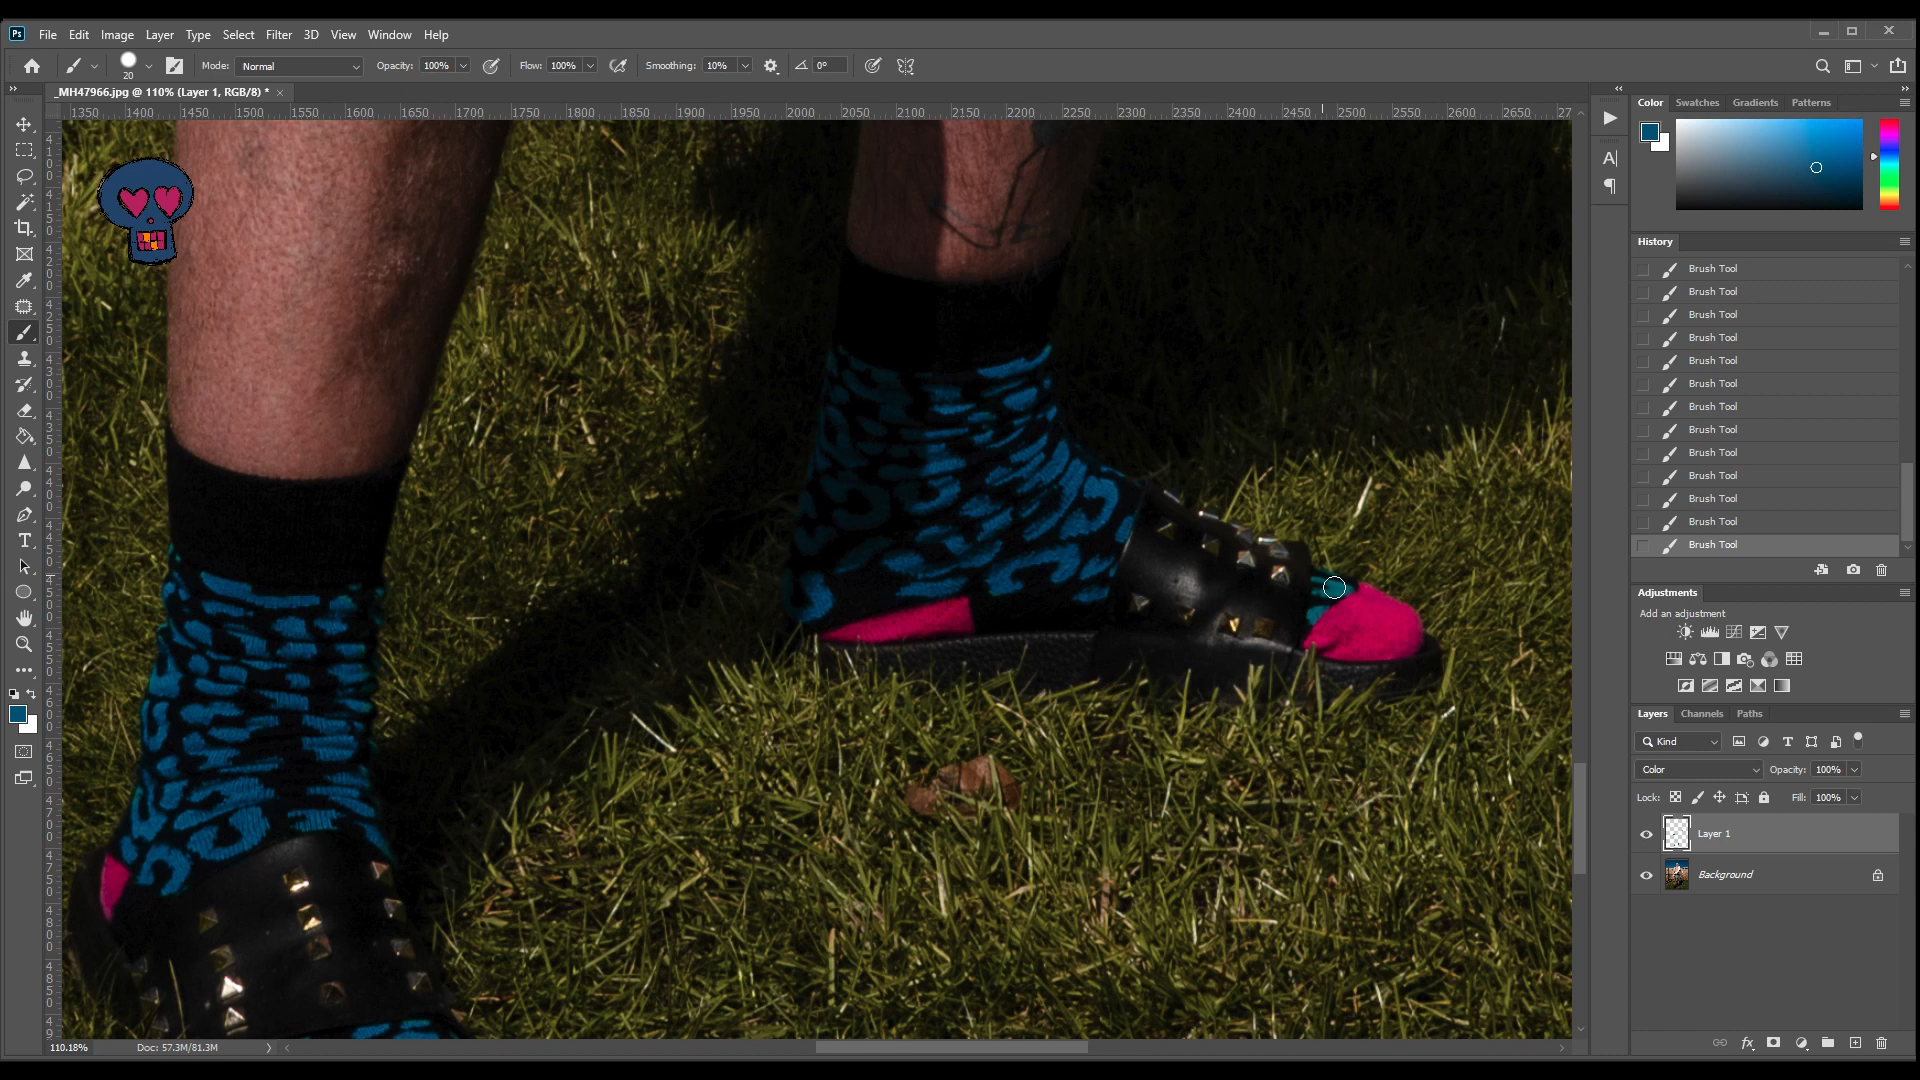 Ps File Edit Image Layer Type Select Filter 3D View Window Help
20 Mode: Normal Opacity: 100% Flow: 100% Smoothing: 10% 0°
_MH47966.jpg @ 110% (Layer 1, RGB/8) * ×
1350 1400 1450 1500 1550 1600 1650 1700 1750 1800 1850 1900 1950 2000 2050 2100 2150 2200 2250 2300 2350 2400 2450 2500 2550 2600 2650 27
Color Swatches Gradients Patterns
History
Brush Tool
Brush Tool
Brush Tool
Brush Tool
Brush Tool
Brush Tool
Brush Tool
Brush Tool
Brush Tool
Brush Tool
Brush Tool
Brush Tool
Brush Tool
Adjustments
Add an adjustment
Layers Channels Paths
Kind
Color Opacity: 100%
Lock: Fill: 100%
Layer 1
Background
fx
110.18% Doc: 57.3M/81.3M